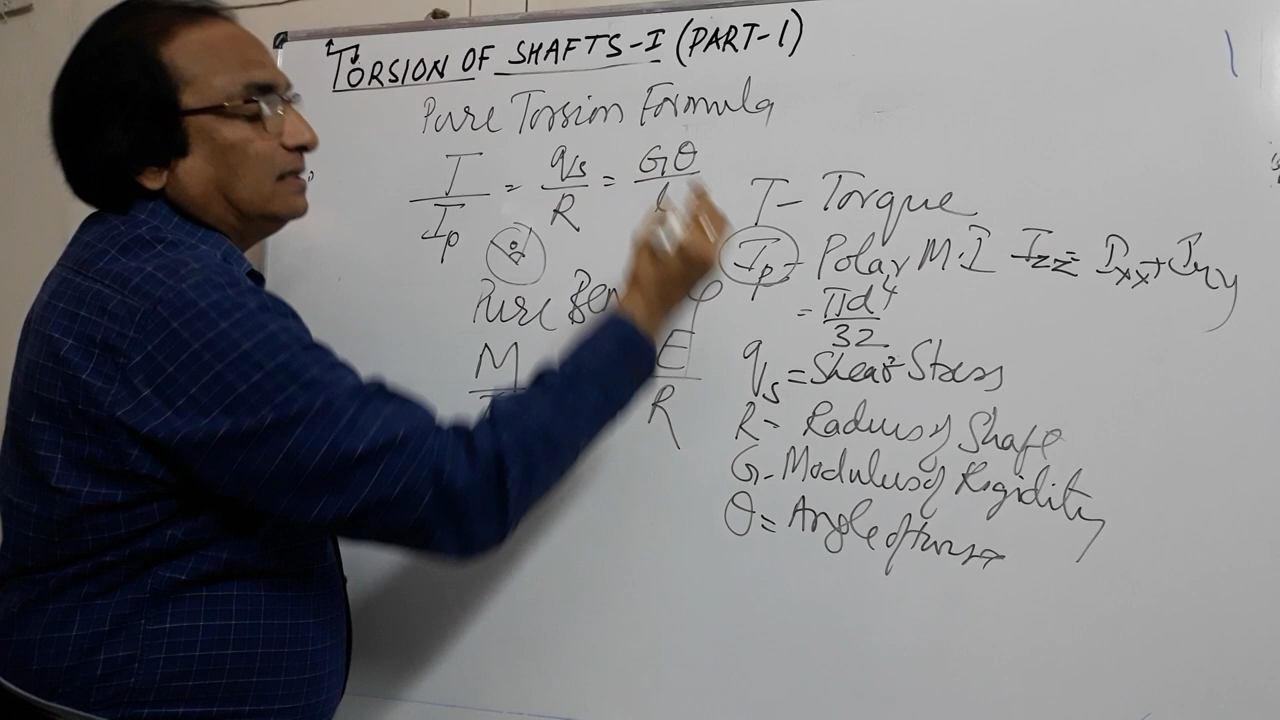 TORSION OF SHAFTS-I (PART-1)
Pure Torsion Formula
T/Ip = qs/R = Gθ/l
T - Torque
Ip - Polar M.I Izz = Ixx + Iyy
= πd⁴/32
Pure
M E/R
qs = Shear Stress
R - Radius of Shaft
G - Modulus of Rigidity
θ = Angle of twist